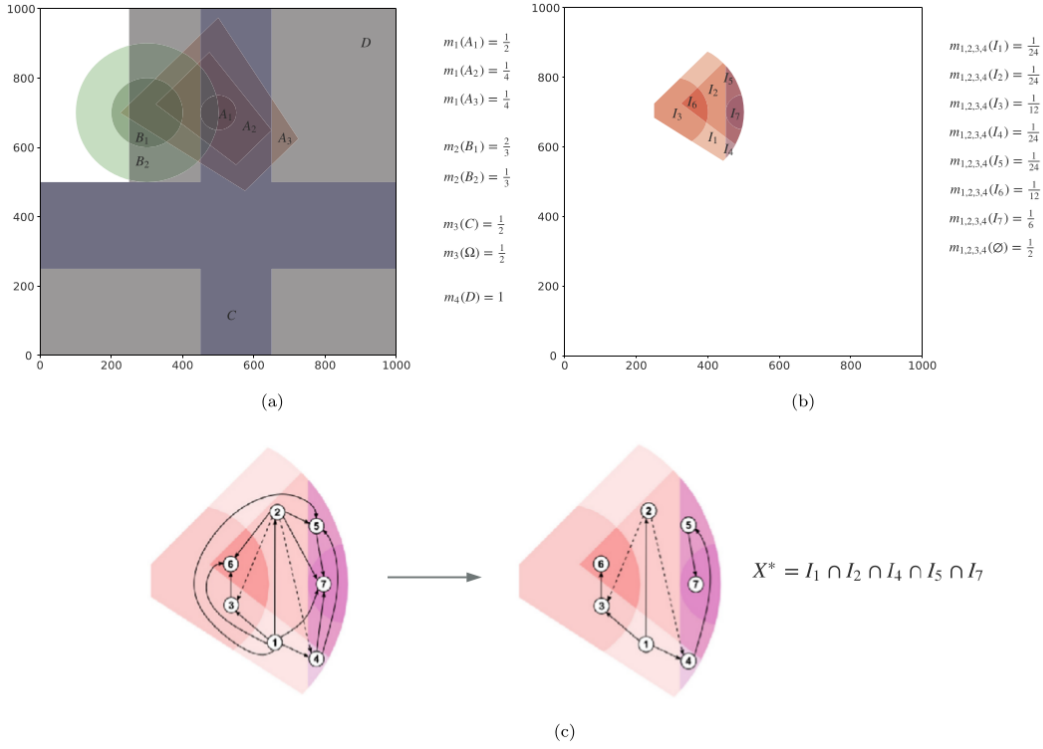 1000
800
600
400
200
0
0 200 400 600 800 1000
D
A₁
A₂
A₃
B₁
B₂
C
m₁(A₁) = 1/2
m₁(A₂) = 1/4
m₁(A₃) = 1/4
m₂(B₁) = 2/3
m₂(B₂) = 1/3
m₃(C) = 1/2
m₃(Ω) = 1/2
m₄(D) = 1
(a)
1000
800
600
400
200
0
0 200 400 600 800 1000
I₅
I₂
I₆
I₃
I₇
I₁
I₄
m₁,₂,₃,₄(I₁) = 1/24
m₁,₂,₃,₄(I₂) = 1/24
m₁,₂,₃,₄(I₃) = 1/12
m₁,₂,₃,₄(I₄) = 1/24
m₁,₂,₃,₄(I₅) = 1/24
m₁,₂,₃,₄(I₆) = 1/12
m₁,₂,₃,₄(I₇) = 1/6
m₁,₂,₃,₄(∅) = 1/2
(b)
2
5
6
7
3
1
4
2
5
6
7
3
1
4
X* = I₁ ∩ I₂ ∩ I₄ ∩ I₅ ∩ I₇
(c)